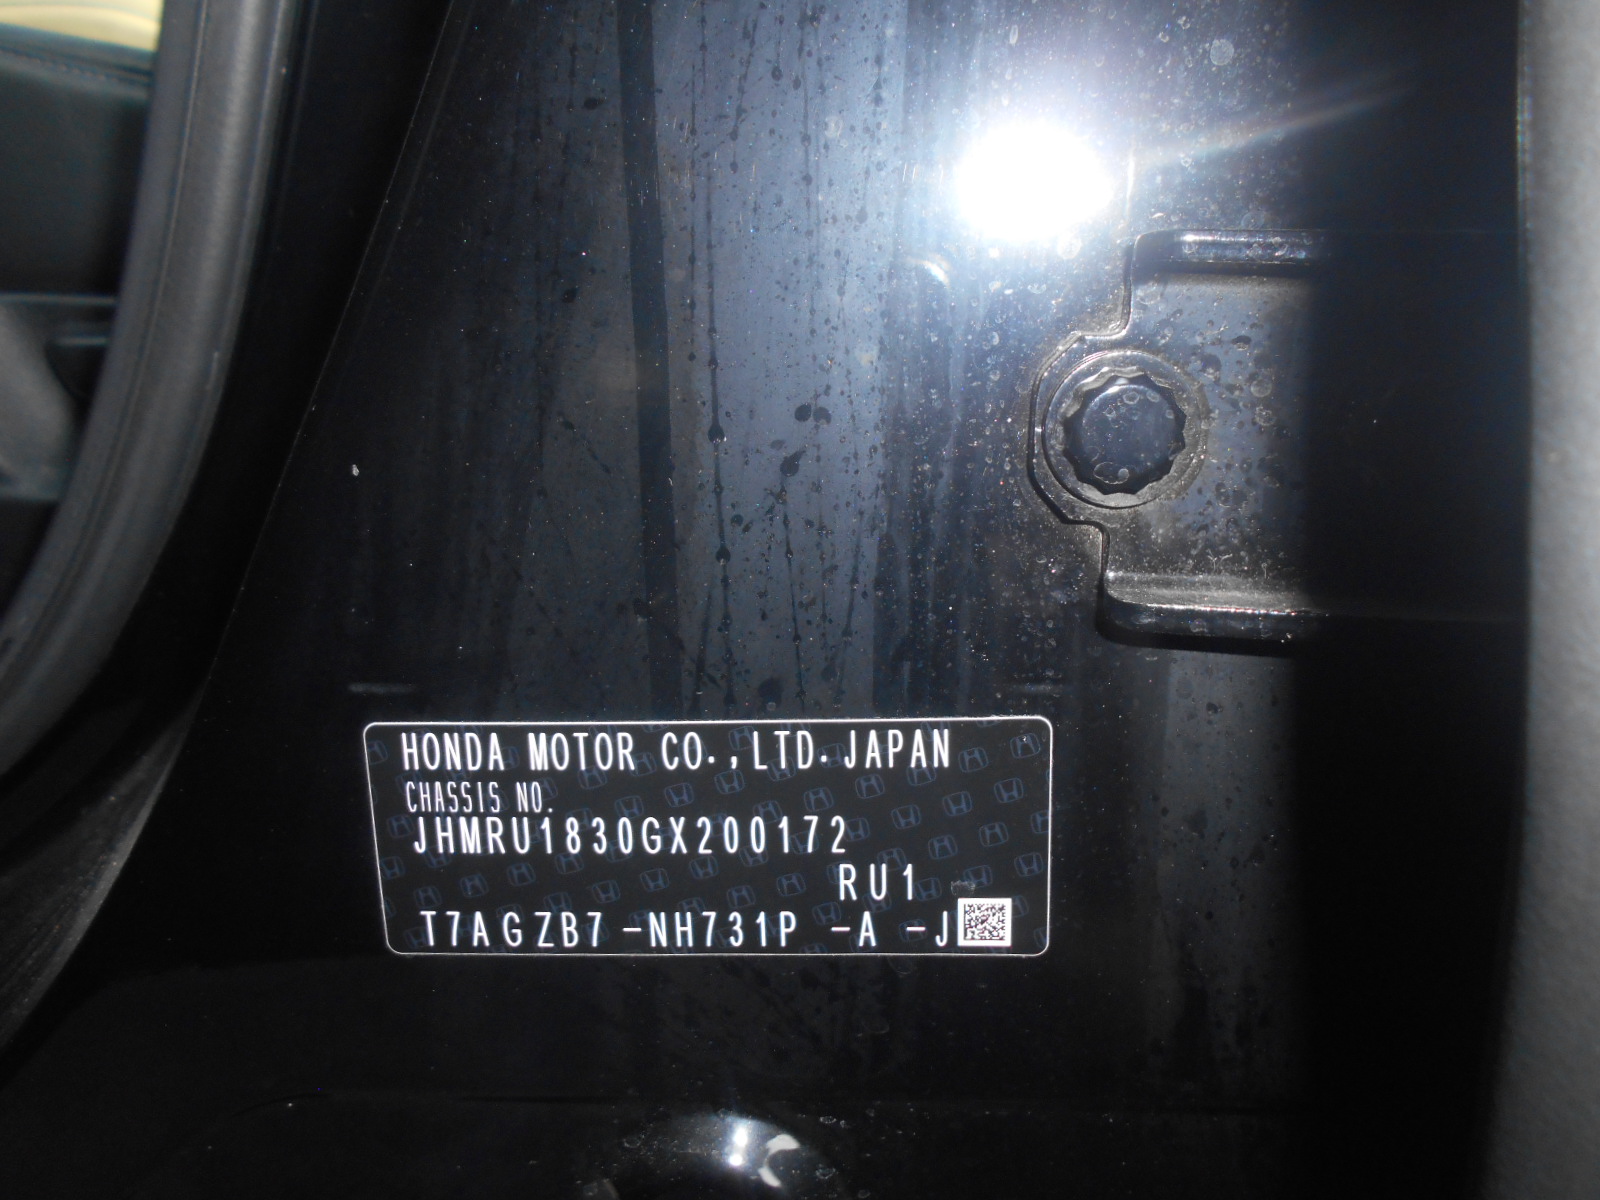 HONDA MOTOR CO.,LTD.JAPAN
CHASSIS NO.
JHMRU1830GX200172
RU1
T7AGZB7-NH731P -A -J